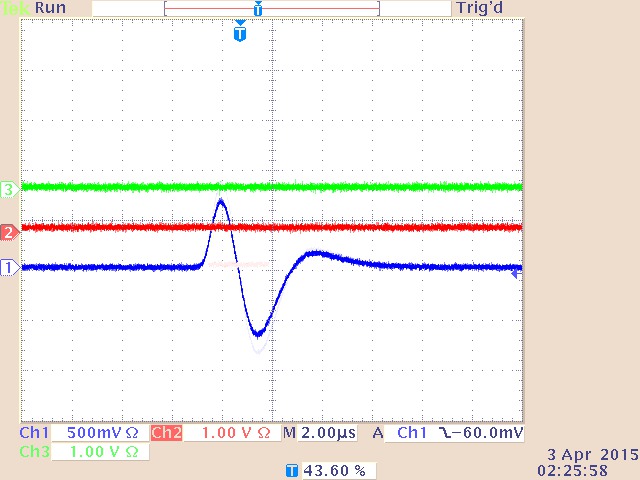 Tek Run Trig'd
T
T
3
2
1
Ch1 500mV Ω Ch2 1.00 V Ω M 2.00µs A Ch1 ㄟ-60.0mV
Ch3 1.00 V Ω
3 Apr 2015
T 43.60 % 02:25:58